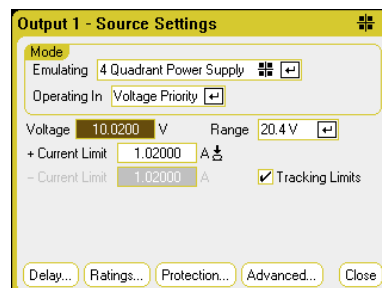 Output 1 - Source Settings
Mode
Emulating 4 Quadrant Power Supply
Operating In Voltage Priority
Voltage 10.0200 V Range 20.4 V
+ Current Limit 1.02000 A
- Current Limit 1.02000 A Tracking Limits
Delay... Ratings... Protection... Advanced... Close